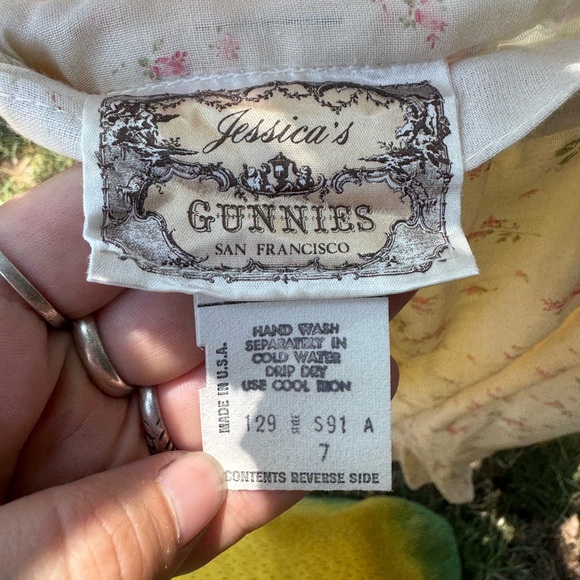 Jessica's
GUNNIES
SAN FRANCISCO
MADE IN U.S.A.
HAND WASH
SEPARATELY IN
COLD WATER
DRIP DRY
USE COOL IRON
129 591 A
7
CONTENTS REVERSE SIDE